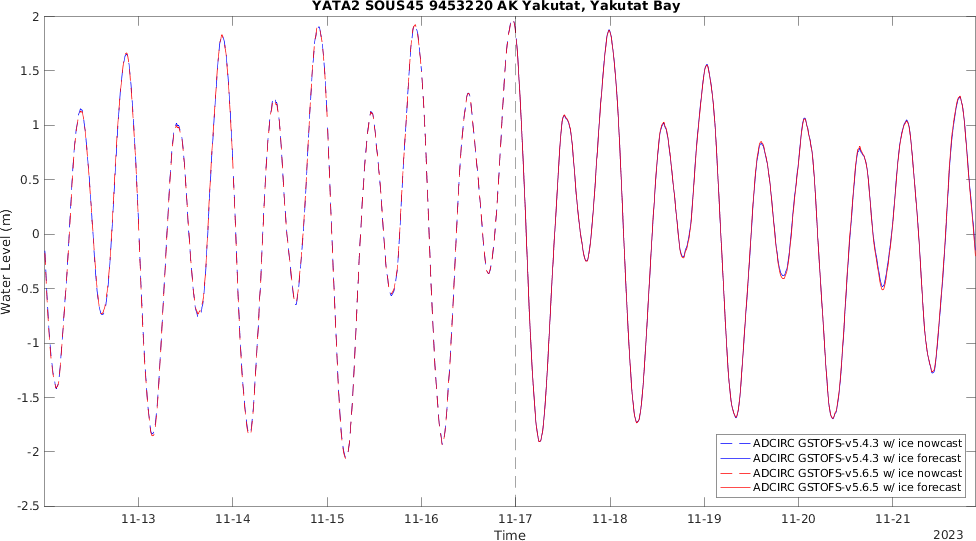 YATA2 SOUS45 9453220 AK Yakutat, Yakutat Bay
2
1.5
1
0.5
0
-0.5
-1
-1.5
-2
-2.5
Water Level (m)
ADCIRC GSTOFS-v5.4.3 w/ ice nowcast
ADCIRC GSTOFS-v5.4.3 w/ ice forecast
ADCIRC GSTOFS-v5.6.5 w/ ice nowcast
ADCIRC GSTOFS-v5.6.5 w/ ice forecast
11-13 11-14 11-15 11-16 11-17 11-18 11-19 11-20 11-21
Time
2023